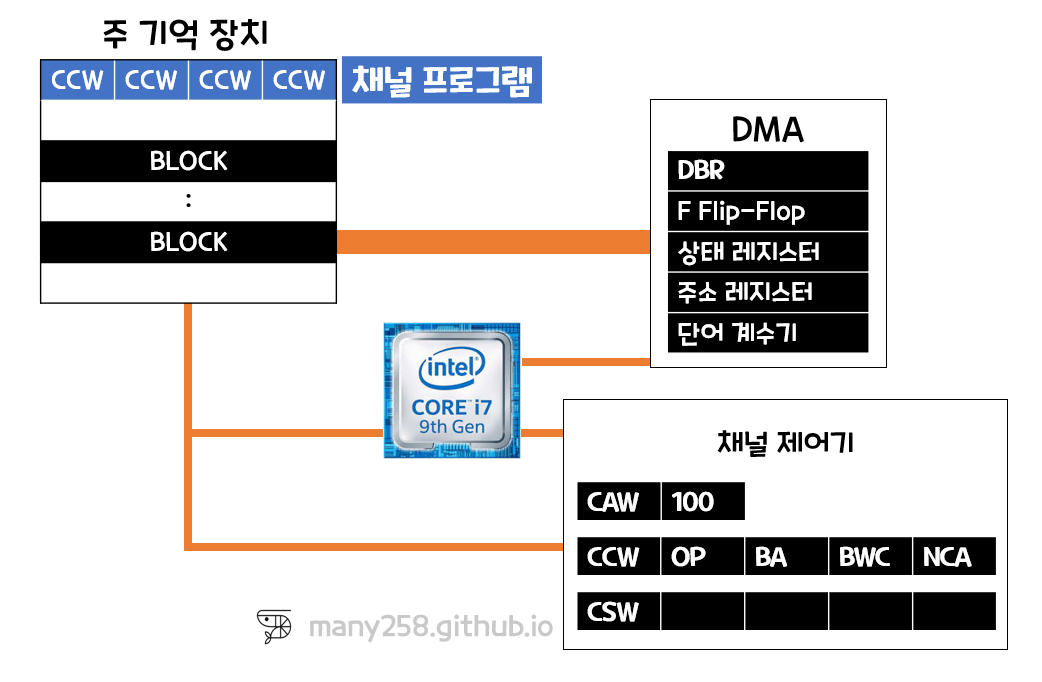 주 기억 장치
CCW CCW CCW CCW
채널 프로그램
BLOCK
:
BLOCK
DMA
DBR
F Flip-Flop
상태 레지스터
주소 레지스터
단어 계수기
intel®
CORE™ i7
9th Gen
채널 제어기
CAW 100
CCW OP BA BWC NCA
CSW
many258.github.io